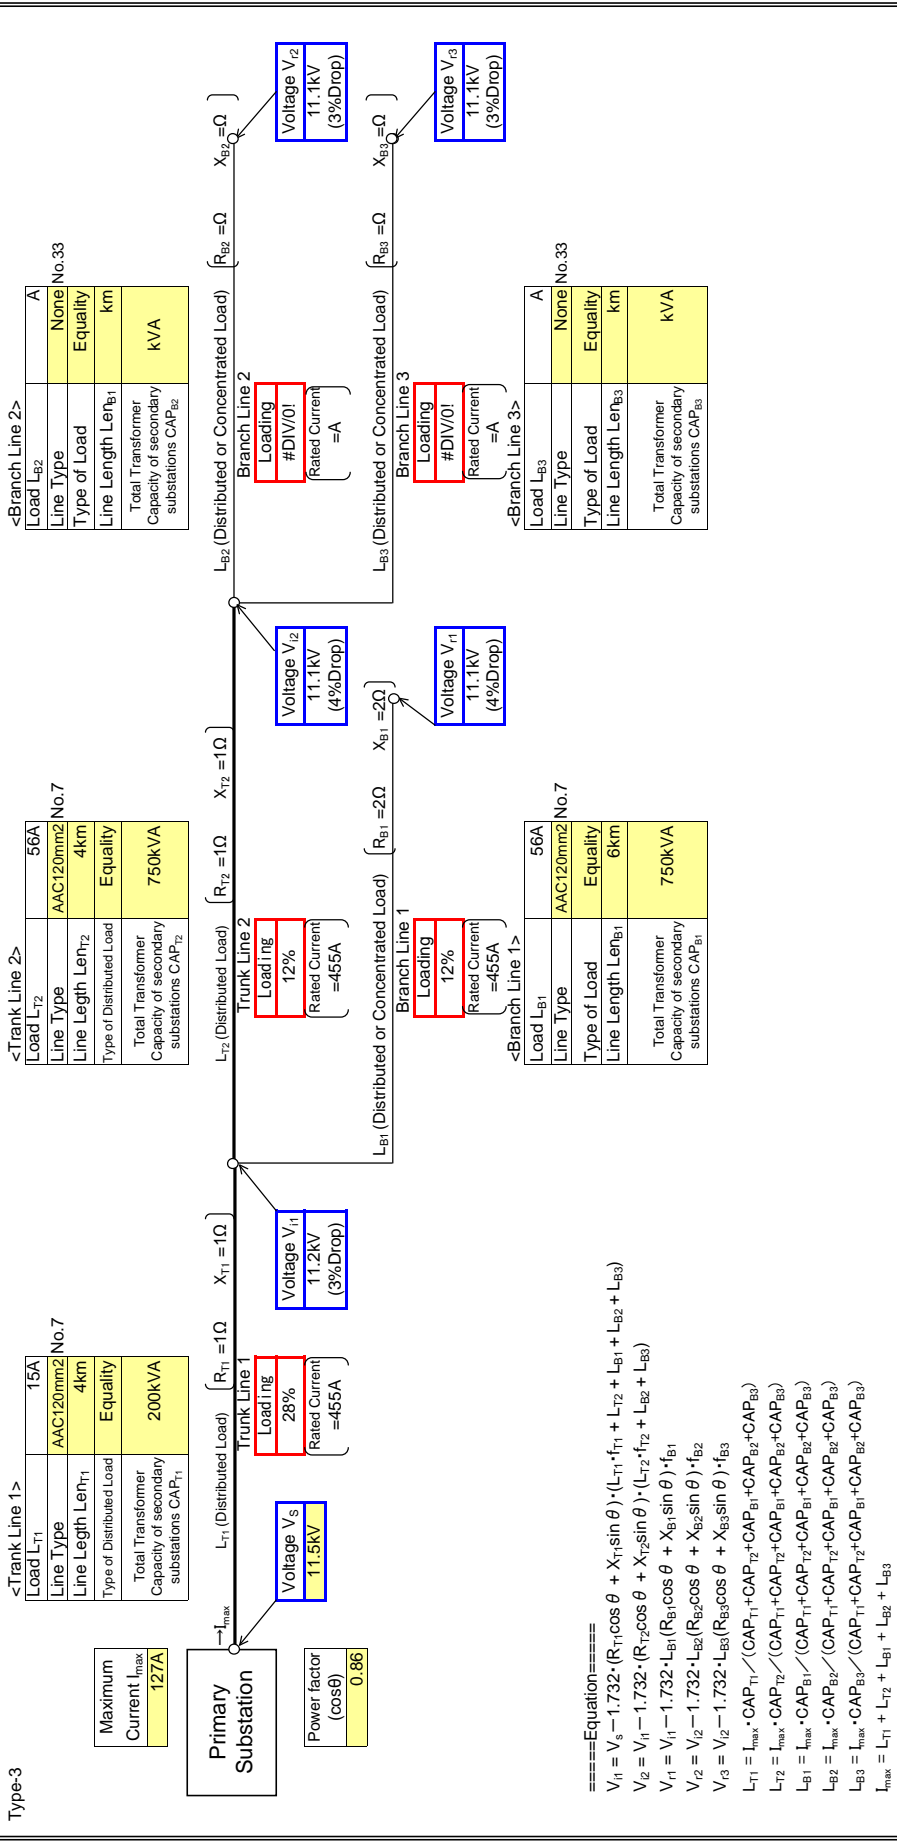 Type-3
Maximum
Current Imax
127A
Primary
Substation
Power factor
(cosθ)
0.86
→Imax
Voltage VS
11.5kV
<Trank Line 1>
Load LT1 15A
Line Type AAC120mm2 No.7
Line Legth LenT1 4km
Type of Distributed Load Equality
Total Transformer
Capacity of secondary
substations CAPT1
200kVA
LT1 (Distributed Load) RT1 =1Ω XT1 =1Ω
Trunk Line 1
Loading
28%
Rated Current
=455A
Voltage Vi1
11.2kV
(3%Drop)
<Trank Line 2>
Load LT2 56A
Line Type AAC120mm2 No.7
Line Legth LenT2 4km
Type of Distributed Load Equality
Total Transformer
Capacity of secondary
substations CAPT2
750kVA
LT2 (Distributed Load) RT2 =1Ω XT2 =1Ω
Trunk Line 2
Loading
12%
Rated Current
=455A
Voltage Vi2
11.1kV
(4%Drop)
LB1 (Distributed or Concentrated Load) RB1 =2Ω XB1 =2Ω
Branch Line 1
Loading
12%
Rated Current
=455A
Voltage Vr1
11.1kV
(4%Drop)
<Branch Line 1>
Load LB1 56A
Line Type AAC120mm2 No.7
Type of Load Equality
Line Length LenB1 6km
Total Transformer
Capacity of secondary
substations CAPB1
750kVA
<Branch Line 2>
Load LB2 A
Line Type None No.33
Type of Load Equality
Line Length LenB1 km
Total Transformer
Capacity of secondary
substations CAPB2
kVA
LB2 (Distributed or Concentrated Load) RB2 =Ω XB2 =Ω
Branch Line 2
Loading
#DIV/0!
Rated Current
=A
Voltage Vr2
11.1kV
(3%Drop)
LB3 (Distributed or Concentrated Load) RB3 =Ω XB3 =Ω
Branch Line 3
Loading
#DIV/0!
Rated Current
=A
Voltage Vr3
11.1kV
(3%Drop)
<Branch Line 3>
Load LB3 A
Line Type None No.33
Type of Load Equality
Line Length LenB3 km
Total Transformer
Capacity of secondary
substations CAPB3
kVA
=====Equation=====
Vi1 = Vs−1.732・(RT1cos θ + XT1sin θ)・(LT1・fT1 + LT2 + LB1 + LB2 + LB3)
Vi2 = Vi1−1.732・(RT2cos θ + XT2sin θ)・(LT2・fT2 + LB2 + LB3)
Vr1 = Vi1−1.732・LB1(RB1cos θ + XB1sin θ)・fB1
Vr2 = Vi2−1.732・LB2(RB2cos θ + XB2sin θ)・fB2
Vr3 = Vi2−1.732・LB3(RB3cos θ + XB3sin θ)・fB3
LT1 = Imax・CAPT1／(CAPT1+CAPT2+CAPB1+CAPB2+CAPB3)
LT2 = Imax・CAPT2／(CAPT1+CAPT2+CAPB1+CAPB2+CAPB3)
LB1 = Imax・CAPB1／(CAPT1+CAPT2+CAPB1+CAPB2+CAPB3)
LB2 = Imax・CAPB2／(CAPT1+CAPT2+CAPB1+CAPB2+CAPB3)
LB3 = Imax・CAPB3／(CAPT1+CAPT2+CAPB1+CAPB2+CAPB3)
Imax = LT1 + LT2 + LB1 + LB2 + LB3